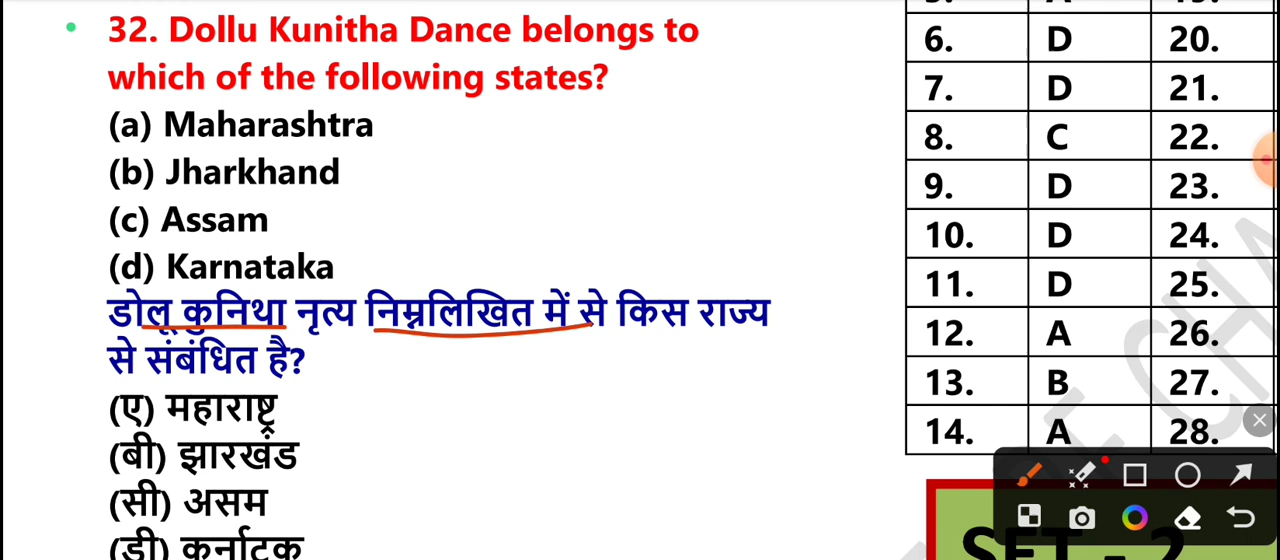 32. Dollu Kunitha Dance belongs to
which of the following states?
(a) Maharashtra
(b) Jharkhand
(c) Assam
(d) Karnataka
डोलू कुनिथा नृत्य निम्नलिखित में से किस राज्य
से संबंधित है?
(ए) महाराष्ट्र
(बी) झारखंड
(सी) असम
(डी) कर्नाटक
6. D 20.
7. D 21.
8. C 22.
9. D 23.
10. D 24.
11. D 25.
12. A 26.
13. B 27.
14. A 28.
SET - 2